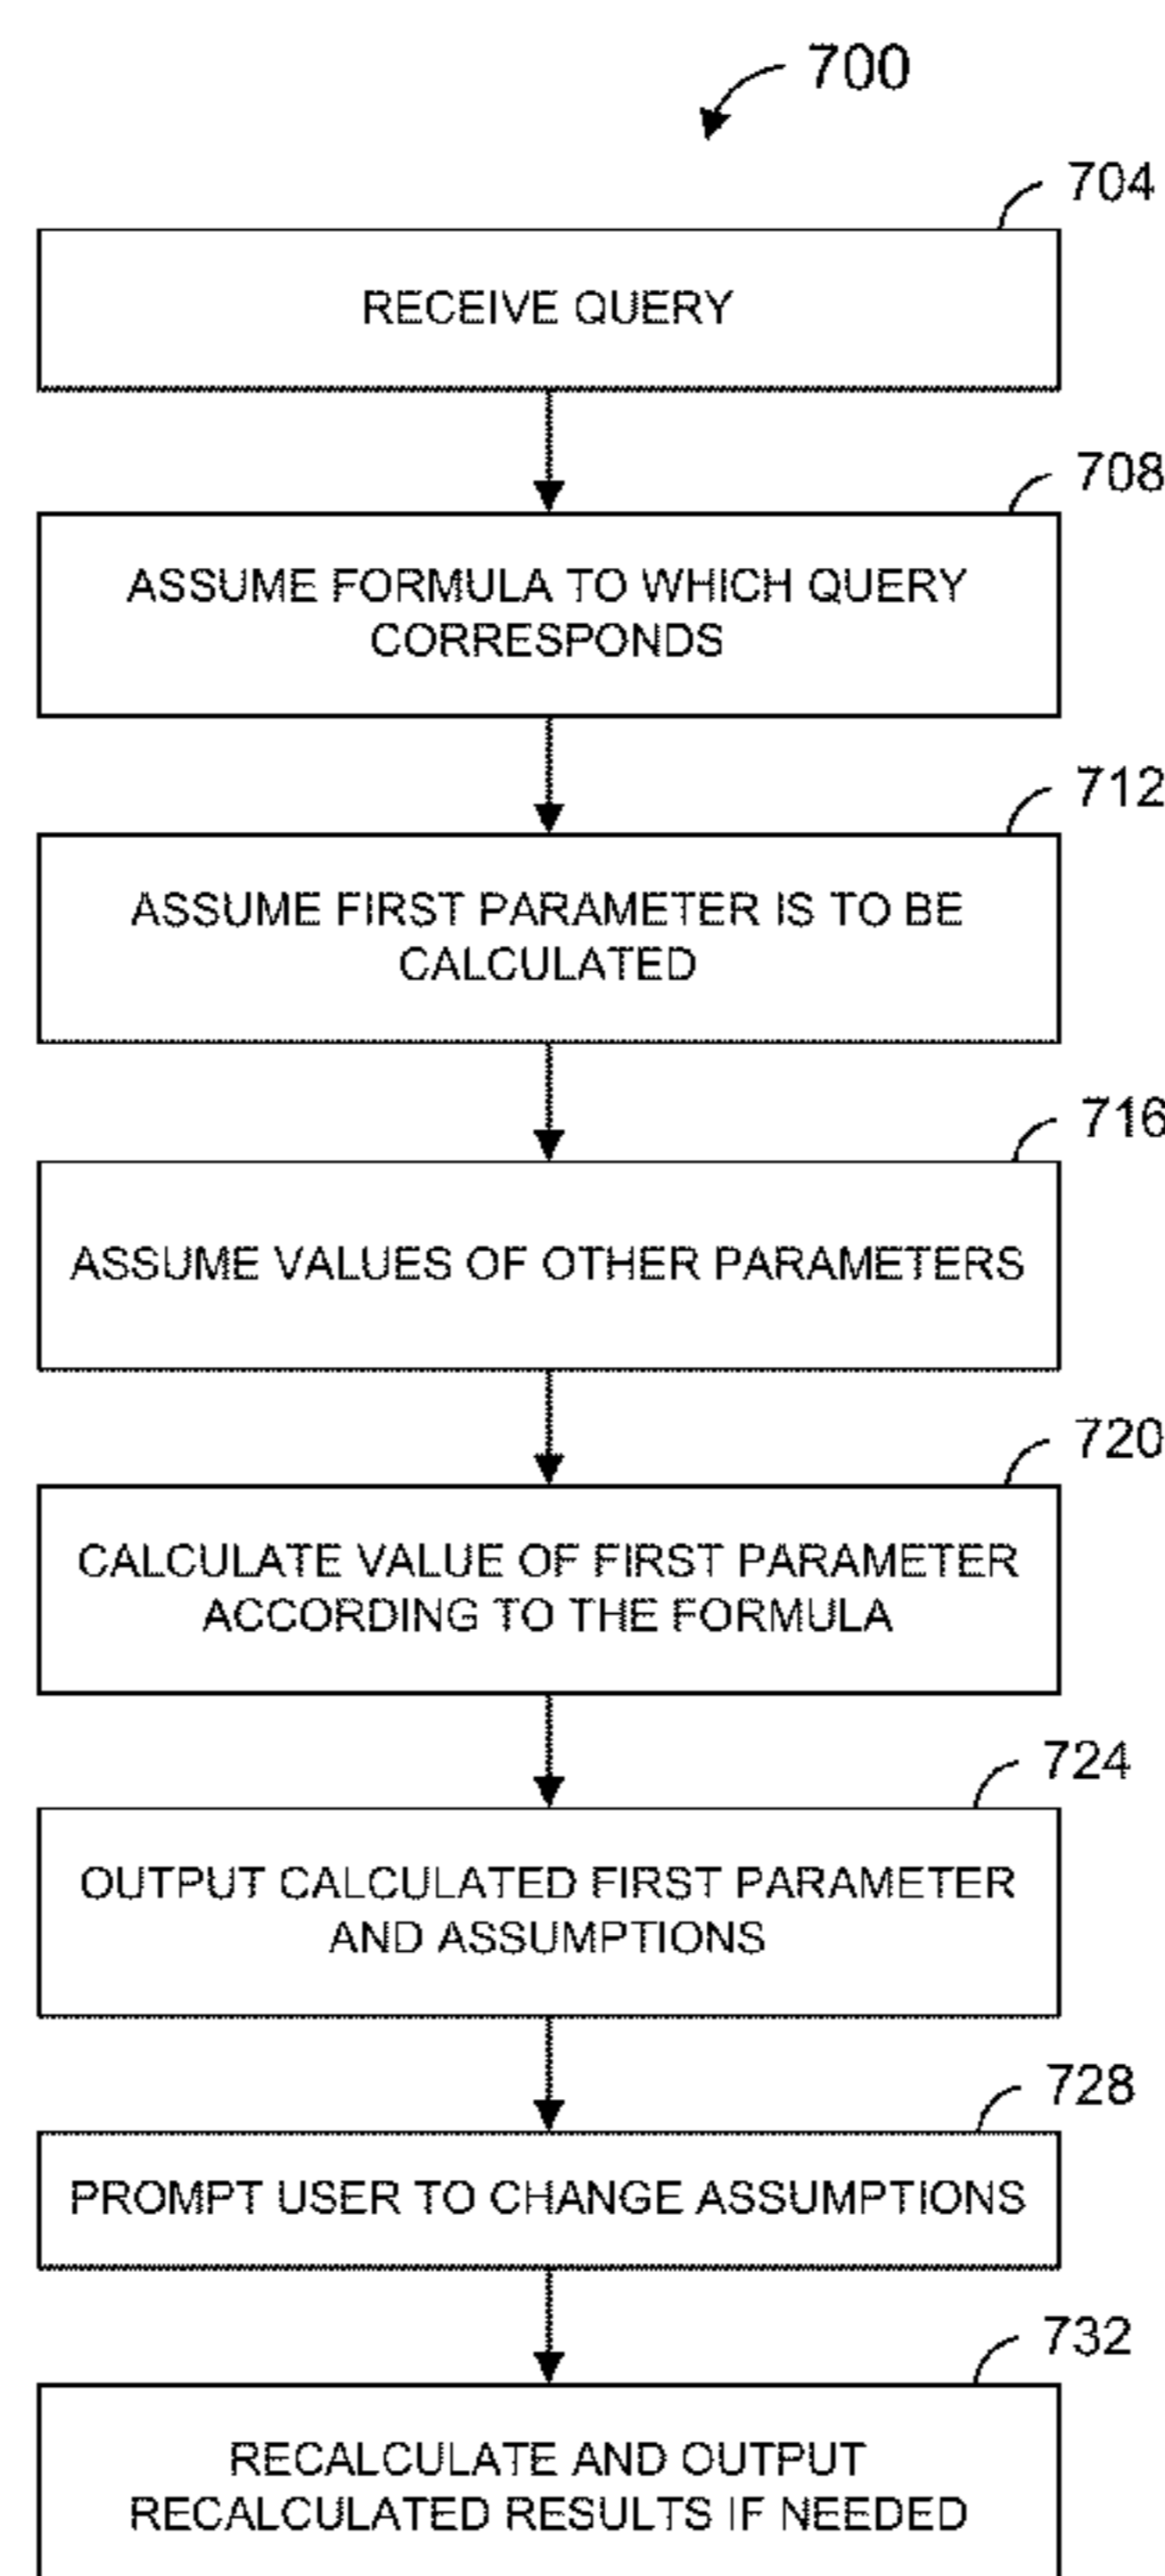 700
704
RECEIVE QUERY
708
ASSUME FORMULA TO WHICH QUERY
CORRESPONDS
712
ASSUME FIRST PARAMETER IS TO BE
CALCULATED
716
ASSUME VALUES OF OTHER PARAMETERS
720
CALCULATE VALUE OF FIRST PARAMETER
ACCORDING TO THE FORMULA
724
OUTPUT CALCULATED FIRST PARAMETER
AND ASSUMPTIONS
728
PROMPT USER TO CHANGE ASSUMPTIONS
732
RECALCULATE AND OUTPUT
RECALCULATED RESULTS IF NEEDED